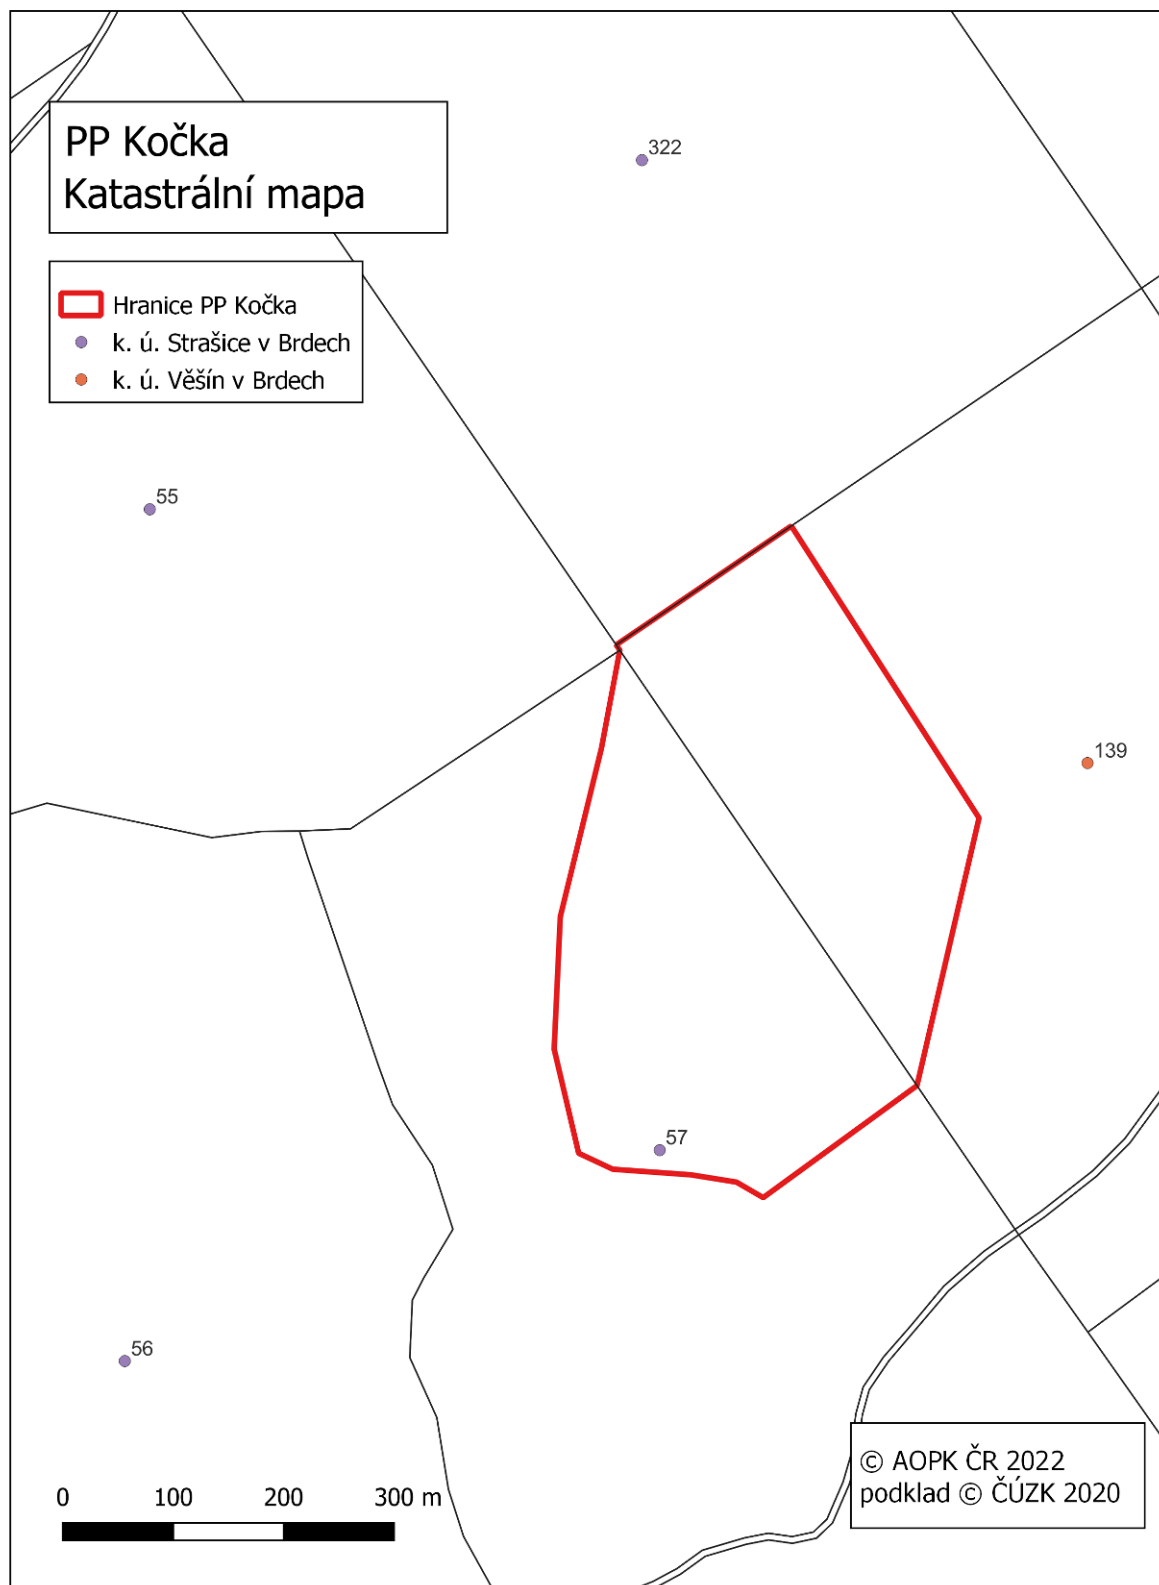 PP Kočka
Katastrální mapa
Hranice PP Kočka
k. ú. Strašice v Brdech
k. ú. Věšín v Brdech
322
55
139
57
56
0 100 200 300 m
© AOPK ČR 2022
podklad © ČÚZK 2020